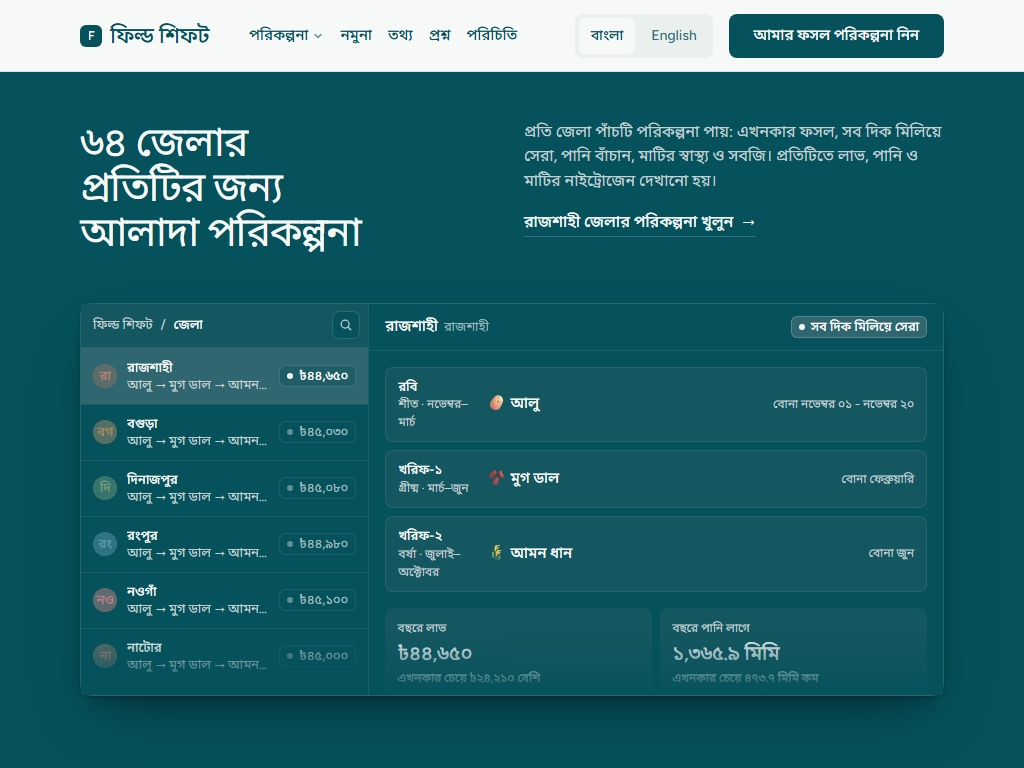 F ফিল্ড শিফট
পরিকল্পনা
নমুনা
তথ্য
প্রশ্ন
পরিচিতি
বাংলা
English
আমার ফসল পরিকল্পনা নিন
৬৪ জেলার
প্রতিটির জন্য
আলাদা পরিকল্পনা
প্রতি জেলা পাঁচটি পরিকল্পনা পায়: এখনকার ফসল, সব দিক মিলিয়ে
সেরা, পানি বাঁচান, মাটির স্বাস্থ্য ও সবজি। প্রতিটিতে লাভ, পানি ও
মাটির নাইট্রোজেন দেখানো হয়।
রাজশাহী জেলার পরিকল্পনা খুলুন →
ফিল্ড শিফট / জেলা
রা
রাজশাহী
আলু → মুগ ডাল → আমন...
৳৪৪,৬৫০
বগ
বগুড়া
আলু → মুগ ডাল → আমন...
৳৪৫,০৩০
দি
দিনাজপুর
আলু → মুগ ডাল → আমন...
৳৪৫,০৮০
রং
রংপুর
আলু → মুগ ডাল → আমন...
৳৪৪,৯৮০
নও
নওগাঁ
আলু → মুগ ডাল → আমন...
৳৪৫,১০০
না
নাটোর
আলু → মুগ ডাল → আমন...
৳৪৫,০০০
রাজশাহী রাজশাহী
সব দিক মিলিয়ে সেরা
রবি
শীত · নভেম্বর–
মার্চ
আলু
বোনা নভেম্বর ০১ - নভেম্বর ২০
খরিফ-১
গ্রীষ্ম · মার্চ–জুন
মুগ ডাল
বোনা ফেব্রুয়ারি
খরিফ-২
বর্ষা · জুলাই–
অক্টোবর
আমন ধান
বোনা জুন
বছরে লাভ
৳৪৪,৬৫০
এখনকার চেয়ে ৳২৪,২১০ বেশি
বছরে পানি লাগে
১,৩৬৫.৯ মিমি
এখনকার চেয়ে ৪৭৩.৭ মিমি কম